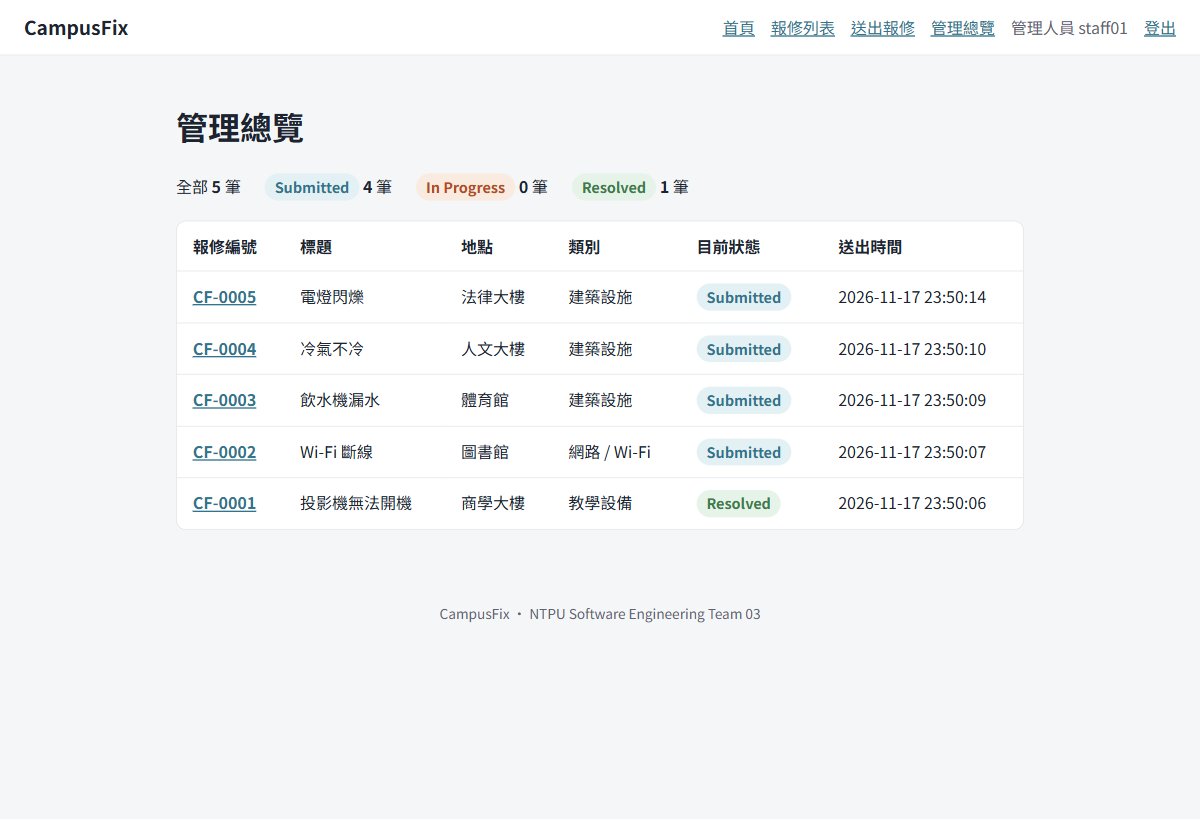 CampusFix 首頁 報修列表 送出報修 管理總覽 管理人員 staff01 登出
管理總覽
全部 5 筆 Submitted 4 筆 In Progress 0 筆 Resolved 1 筆
報修編號 標題 地點 類別 目前狀態 送出時間
CF-0005 電燈閃爍 法律大樓 建築設施 Submitted 2026-11-17 23:50:14
CF-0004 冷氣不冷 人文大樓 建築設施 Submitted 2026-11-17 23:50:10
CF-0003 飲水機漏水 體育館 建築設施 Submitted 2026-11-17 23:50:09
CF-0002 Wi-Fi 斷線 圖書館 網路 / Wi-Fi Submitted 2026-11-17 23:50:07
CF-0001 投影機無法開機 商學大樓 教學設備 Resolved 2026-11-17 23:50:06
CampusFix • NTPU Software Engineering Team 03